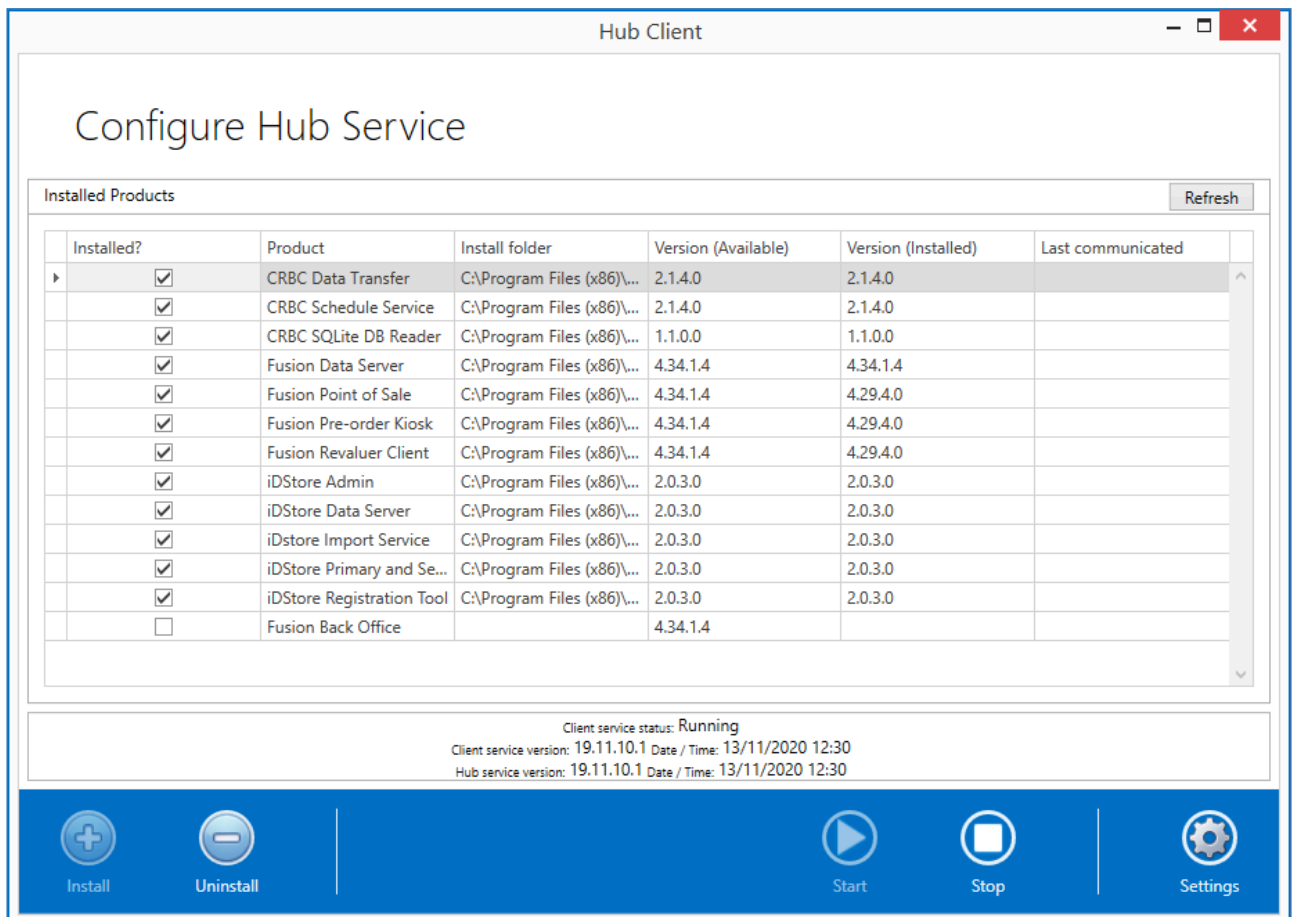 Hub Client
Configure Hub Service
Installed Products Refresh
Installed? Product Install folder Version (Available) Version (Installed) Last communicated
CRBC Data Transfer C:\Program Files (x86)\... 2.1.4.0 2.1.4.0
CRBC Schedule Service C:\Program Files (x86)\... 2.1.4.0 2.1.4.0
CRBC SQLite DB Reader C:\Program Files (x86)\... 1.1.0.0 1.1.0.0
Fusion Data Server C:\Program Files (x86)\... 4.34.1.4 4.34.1.4
Fusion Point of Sale C:\Program Files (x86)\... 4.34.1.4 4.29.4.0
Fusion Pre-order Kiosk C:\Program Files (x86)\... 4.34.1.4 4.29.4.0
Fusion Revaluer Client C:\Program Files (x86)\... 4.34.1.4 4.29.4.0
iDStore Admin C:\Program Files (x86)\... 2.0.3.0 2.0.3.0
iDStore Data Server C:\Program Files (x86)\... 2.0.3.0 2.0.3.0
iDstore Import Service C:\Program Files (x86)\... 2.0.3.0 2.0.3.0
iDStore Primary and Se... C:\Program Files (x86)\... 2.0.3.0 2.0.3.0
iDStore Registration Tool C:\Program Files (x86)\... 2.0.3.0 2.0.3.0
Fusion Back Office 4.34.1.4
Client service status: Running
Client service version: 19.11.10.1 Date / Time: 13/11/2020 12:30
Hub service version: 19.11.10.1 Date / Time: 13/11/2020 12:30
Install Uninstall Start Stop Settings